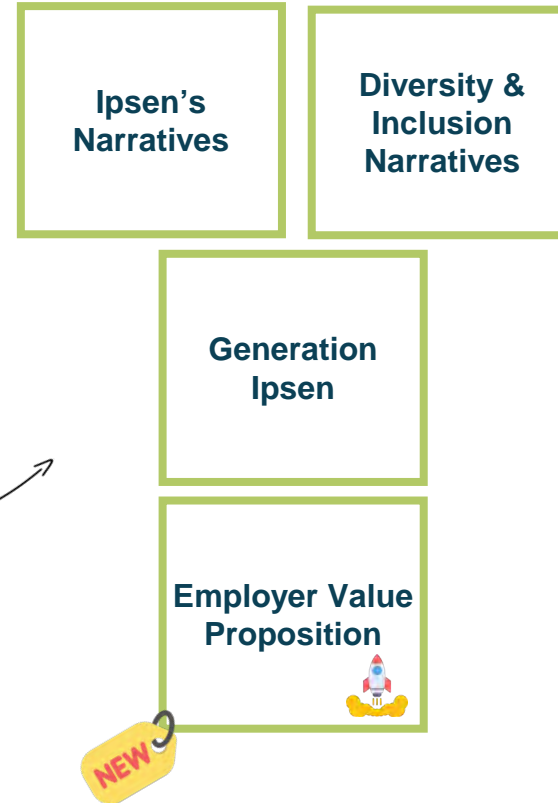 Ipsen’s
Narratives
Diversity &
Inclusion
Narratives
Generation
Ipsen
Employer Value
Proposition
NEW